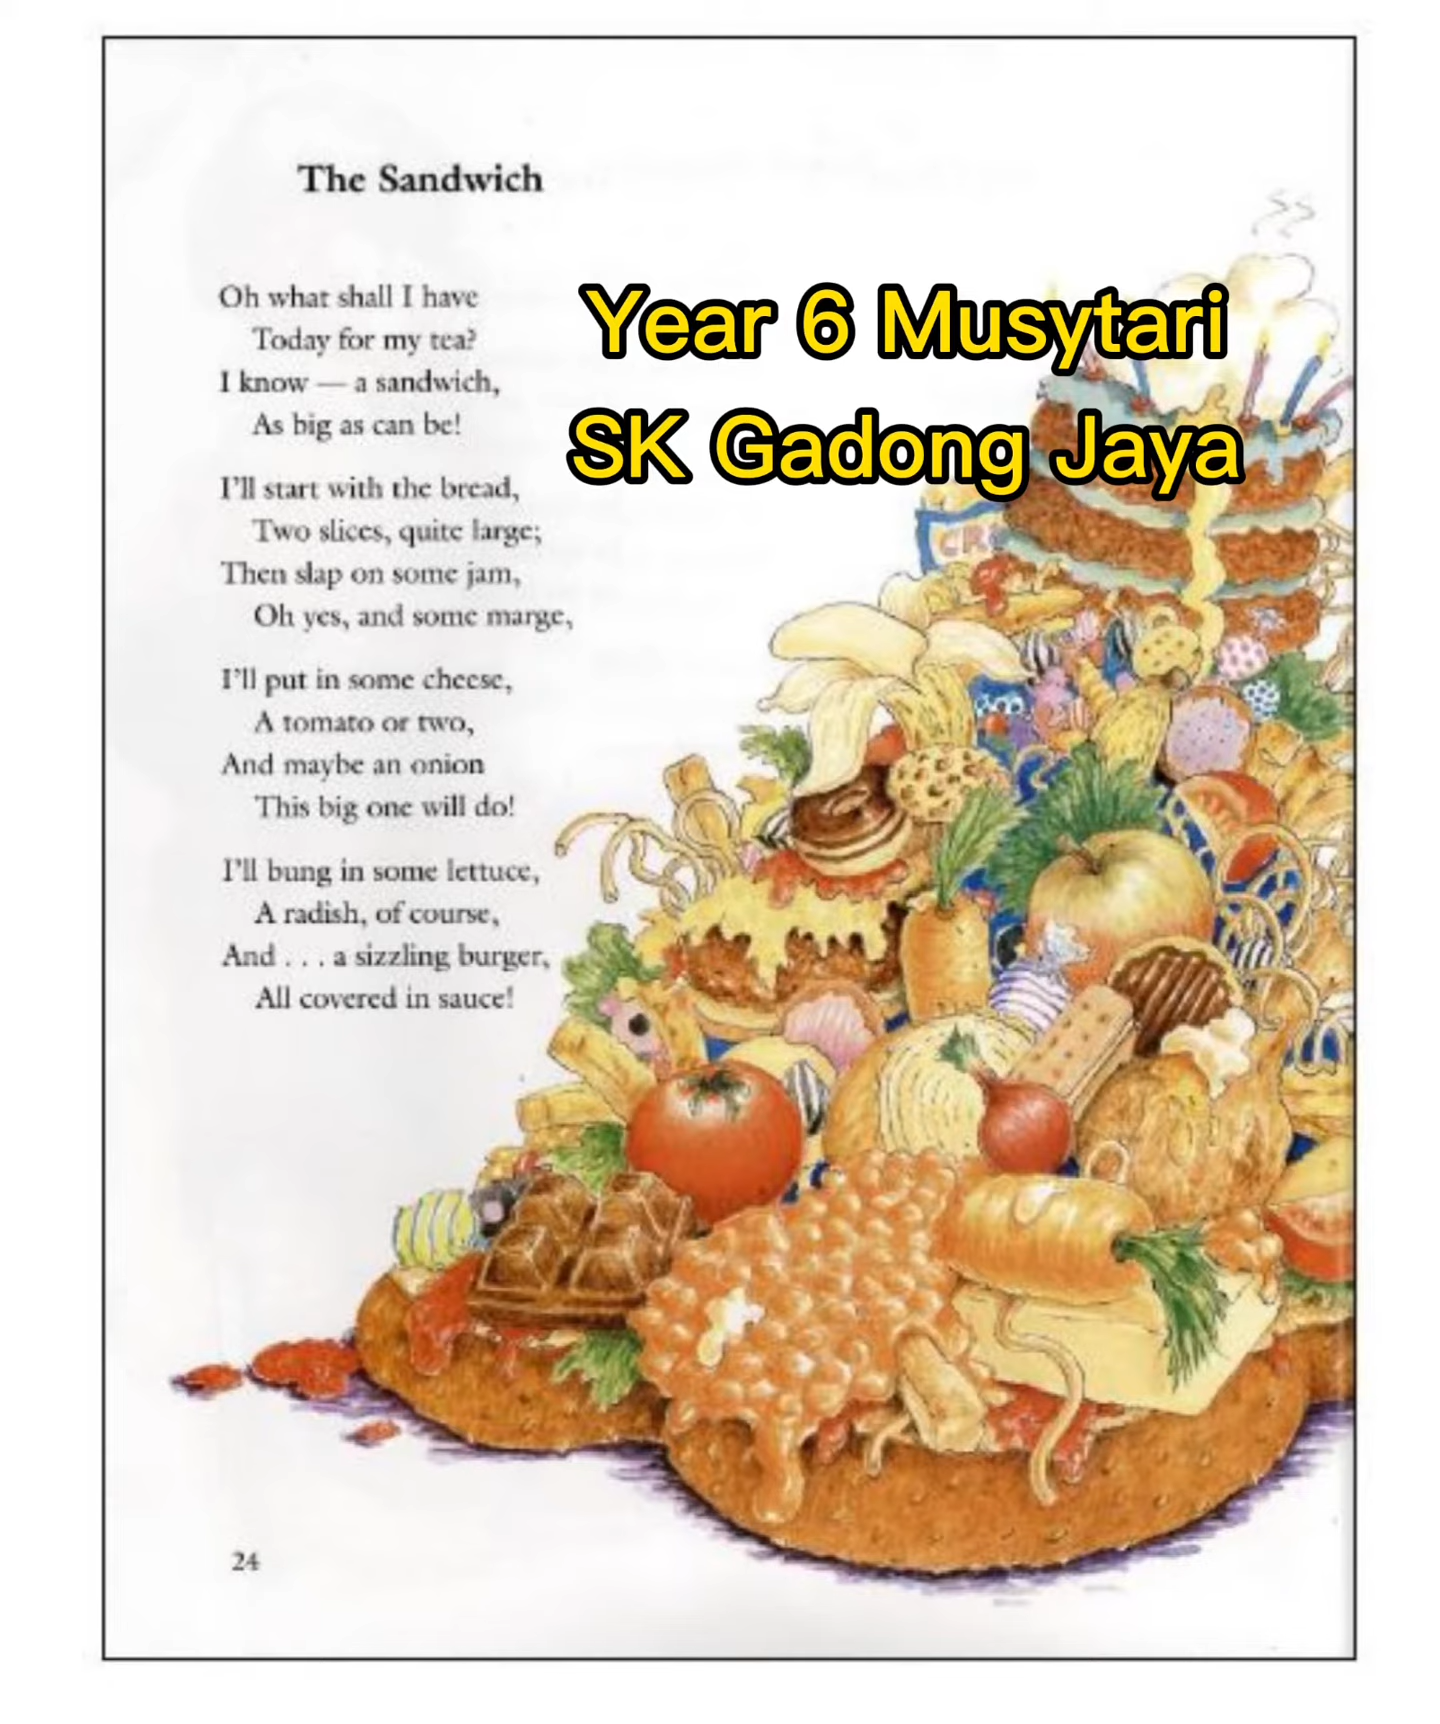 The Sandwich
Year 6 Musytari
SK Gadong Jaya
Oh what shall I have
Today for my tea?
I know — a sandwich,
As big as can be!
I'll start with the bread,
Two slices, quite large;
Then slap on some jam,
Oh yes, and some marge,
I'll put in some cheese,
A tomato or two,
And maybe an onion
This big one will do!
I'll bung in some lettuce,
A radish, of course,
And . . . a sizzling burger,
All covered in sauce!
24